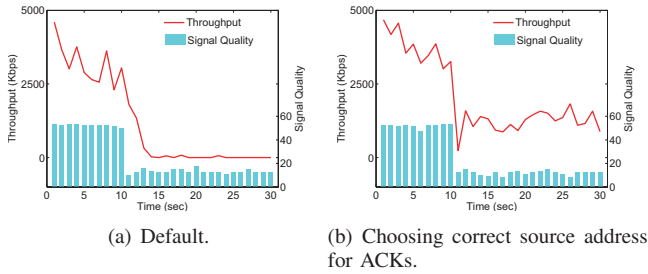 5000
2500
0
Throughput (Kbps)
Throughput
Signal Quality
60
40
20
0
Signal Quality
0 5 10 15 20 25 30
Time (sec)
(a) Default.
5000
2500
0
Throughput (Kbps)
Throughput
Signal Quality
60
40
20
0
Signal Quality
0 5 10 15 20 25 30
Time (sec)
(b) Choosing correct source address
for ACKs.